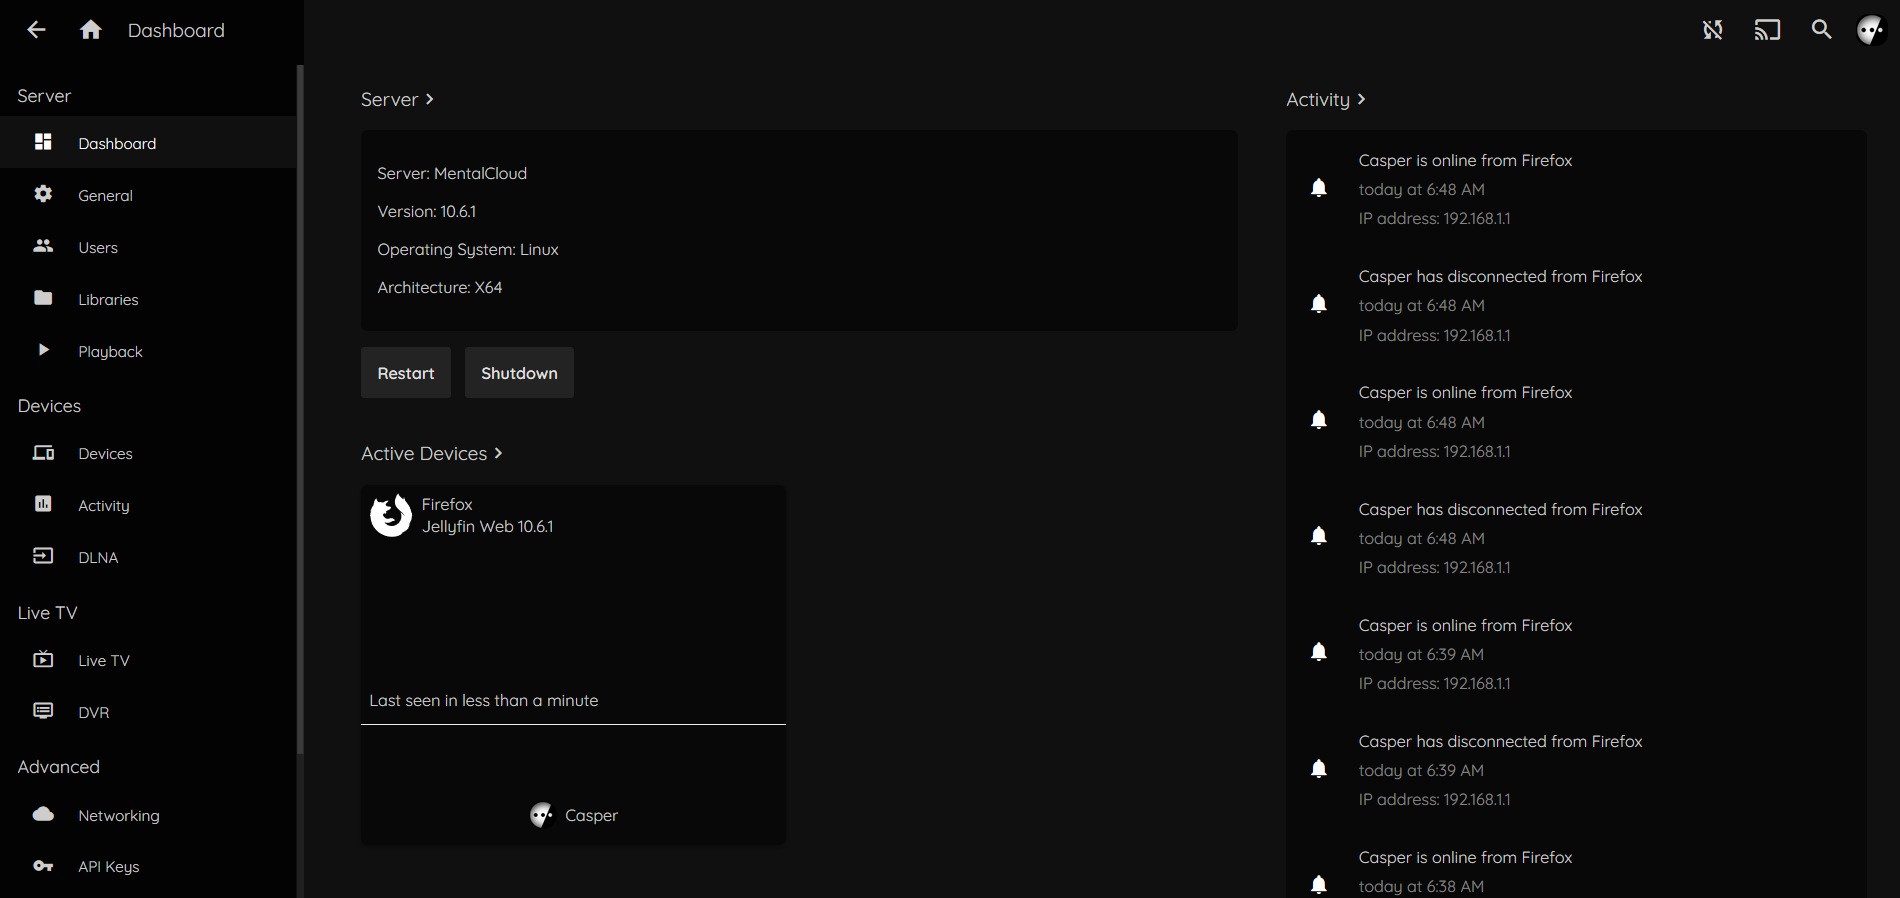 Dashboard
Server
Dashboard
General
Users
Libraries
Playback
Devices
Devices
Activity
DLNA
Live TV
Live TV
DVR
Advanced
Networking
API Keys
Server
Server: MentalCloud
Version: 10.6.1
Operating System: Linux
Architecture: X64
Restart
Shutdown
Active Devices
Firefox
Jellyfin Web 10.6.1
Last seen in less than a minute
Casper
Activity
Casper is online from Firefox
today at 6:48 AM
IP address: 192.168.1.1
Casper has disconnected from Firefox
today at 6:48 AM
IP address: 192.168.1.1
Casper is online from Firefox
today at 6:48 AM
IP address: 192.168.1.1
Casper has disconnected from Firefox
today at 6:48 AM
IP address: 192.168.1.1
Casper is online from Firefox
today at 6:39 AM
IP address: 192.168.1.1
Casper has disconnected from Firefox
today at 6:39 AM
IP address: 192.168.1.1
Casper is online from Firefox
today at 6:38 AM